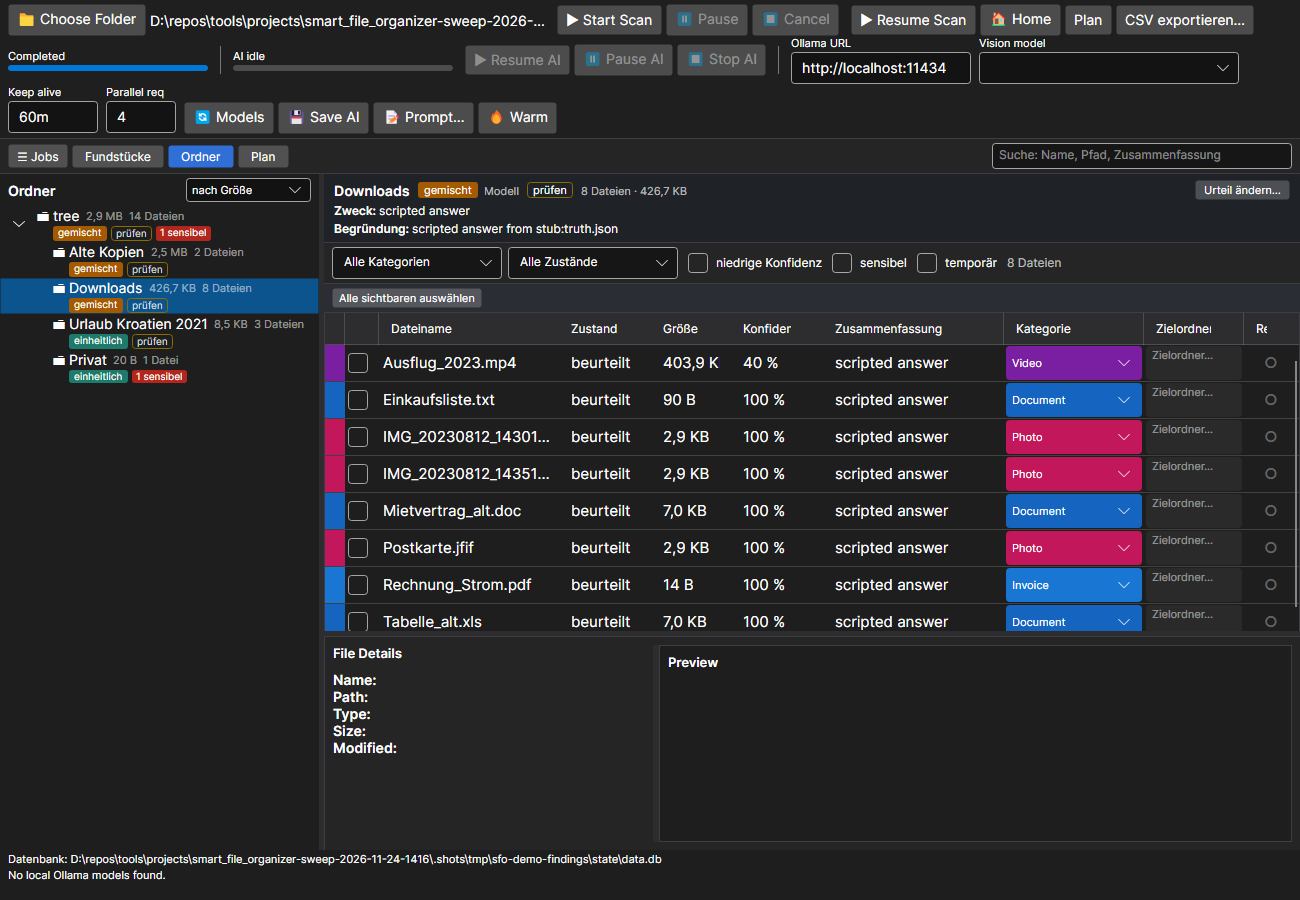 Choose Folder D:\repos\tools\projects\smart_file_organizer-sweep-2026-... Start Scan Pause Cancel Resume Scan Home Plan CSV exportieren...
Completed AI idle Resume AI Pause AI Stop AI Ollama URL Vision model
http://localhost:11434
Keep alive Parallel req
60m 4 Models Save AI Prompt... Warm
☰ Jobs Fundstücke Ordner Plan Suche: Name, Pfad, Zusammenfassung
Ordner nach Größe
tree 2,9 MB 14 Dateien
gemischt prüfen 1 sensibel
Alte Kopien 2,5 MB 2 Dateien
gemischt prüfen
Downloads 426,7 KB 8 Dateien
gemischt prüfen
Urlaub Kroatien 2021 8,5 KB 3 Dateien
einheitlich prüfen
Privat 20 B 1 Datei
einheitlich 1 sensibel
Downloads gemischt Modell prüfen 8 Dateien · 426,7 KB Urteil ändern...
Zweck: scripted answer
Begründung: scripted answer from stub:truth.json
Alle Kategorien Alle Zustände niedrige Konfidenz sensibel temporär 8 Dateien
Alle sichtbaren auswählen
Dateiname Zustand Größe Konfider Zusammenfassung Kategorie Zielordner Re
Ausflug_2023.mp4 beurteilt 403,9 K 40 % scripted answer Video Zielordner...
Einkaufsliste.txt beurteilt 90 B 100 % scripted answer Document Zielordner...
IMG_20230812_14301... beurteilt 2,9 KB 100 % scripted answer Photo Zielordner...
IMG_20230812_14351... beurteilt 2,9 KB 100 % scripted answer Photo Zielordner...
Mietvertrag_alt.doc beurteilt 7,0 KB 100 % scripted answer Document Zielordner...
Postkarte.jfif beurteilt 2,9 KB 100 % scripted answer Photo Zielordner...
Rechnung_Strom.pdf beurteilt 14 B 100 % scripted answer Invoice Zielordner...
Tabelle_alt.xls beurteilt 7,0 KB 100 % scripted answer Document Zielordner...
File Details
Name:
Path:
Type:
Size:
Modified:
Preview
Datenbank: D:\repos\tools\projects\smart_file_organizer-sweep-2026-11-24-1416\.shots\tmp\sfo-demo-findings\state\data.db
No local Ollama models found.